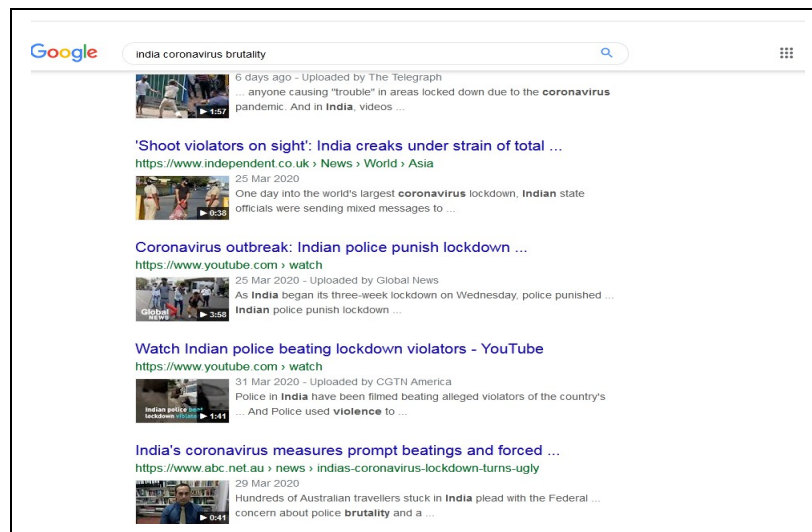 Google
india coronavirus brutality
6 days ago - Uploaded by The Telegraph
... anyone causing "trouble" in areas locked down due to the coronavirus
pandemic. And in India, videos ...
1:57
'Shoot violators on sight': India creaks under strain of total ...
https://www.independent.co.uk › News › World › Asia
25 Mar 2020
One day into the world's largest coronavirus lockdown, Indian state
officials were sending mixed messages to ...
0:38
Coronavirus outbreak: Indian police punish lockdown ...
https://www.youtube.com › watch
25 Mar 2020 - Uploaded by Global News
As India began its three-week lockdown on Wednesday, police punished ...
Indian police punish lockdown ...
Global
NEWS
3:58
Watch Indian police beating lockdown violators - YouTube
https://www.youtube.com › watch
31 Mar 2020 - Uploaded by CGTN America
Police in India have been filmed beating alleged violators of the country's
... And Police used violence to ...
Indian police beat
lockdown
1:41
India's coronavirus measures prompt beatings and forced ...
https://www.abc.net.au › news › indias-coronavirus-lockdown-turns-ugly
29 Mar 2020
Hundreds of Australian travellers stuck in India plead with the Federal ...
concern about police brutality and a ...
0:41